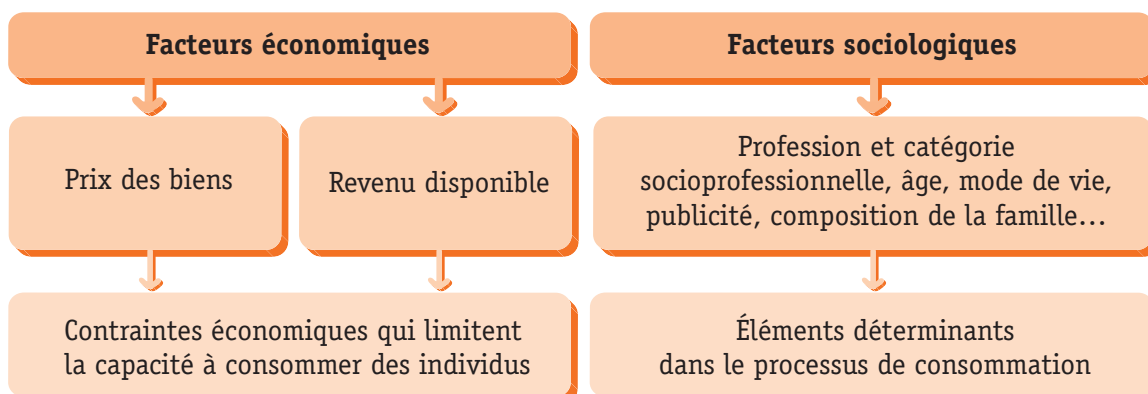 Facteurs économiques
Facteurs sociologiques
Prix des biens
Revenu disponible
Profession et catégorie
socioprofessionnelle, âge, mode de vie,
publicité, composition de la famille…
Contraintes économiques qui limitent
la capacité à consommer des individus
Éléments déterminants
dans le processus de consommation